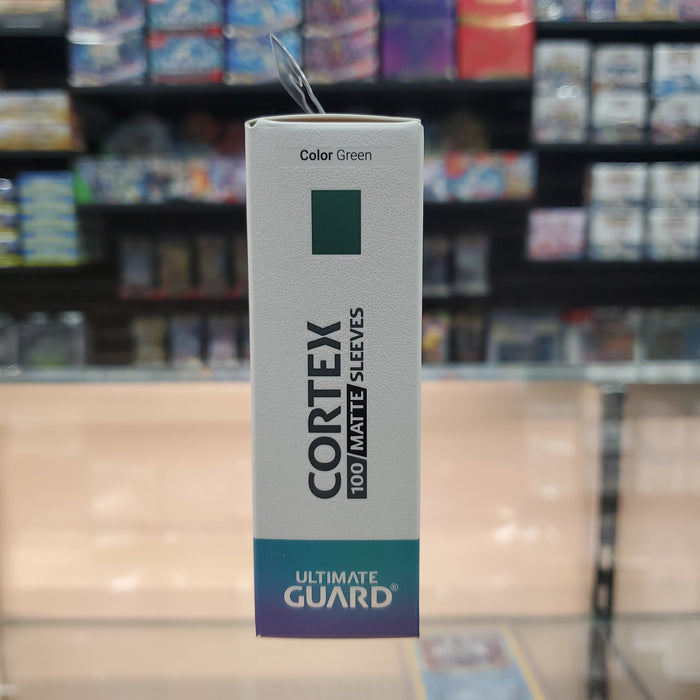 Color Green
CORTEX
100/MATTE/SLEEVES
ULTIMATE
GUARD®